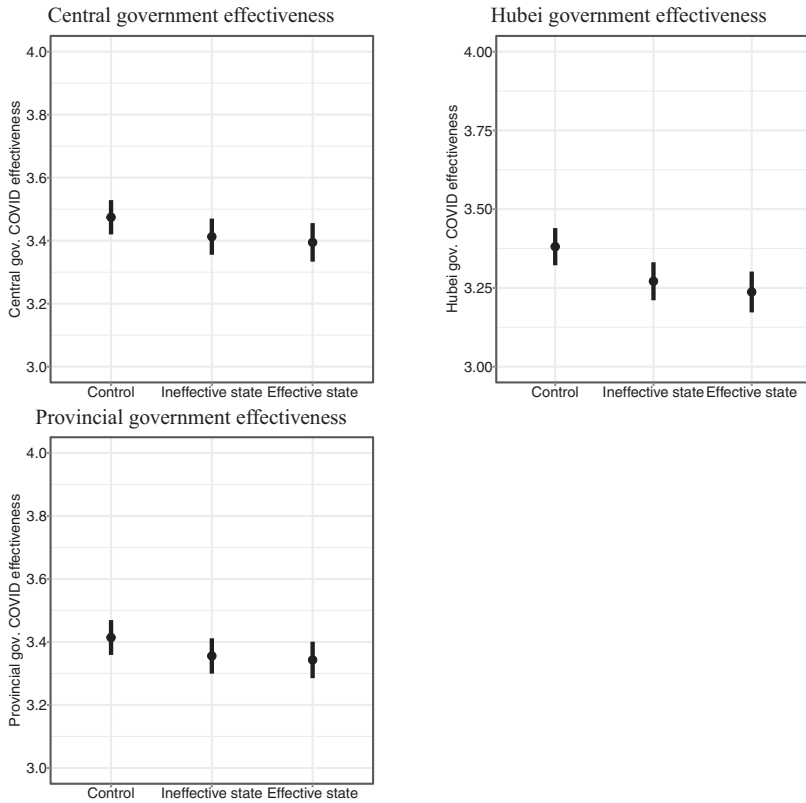 Central government effectiveness
Central gov. COVID effectiveness
4.0
3.8
3.6
3.4
3.2
3.0
Control Ineffective state Effective state
Hubei government effectiveness
Hubei gov. COVID effectiveness
4.00
3.75
3.50
3.25
3.00
Control Ineffective state Effective state
Provincial government effectiveness
Provincial gov. COVID effectiveness
4.0
3.8
3.6
3.4
3.2
3.0
Control Ineffective state Effective state